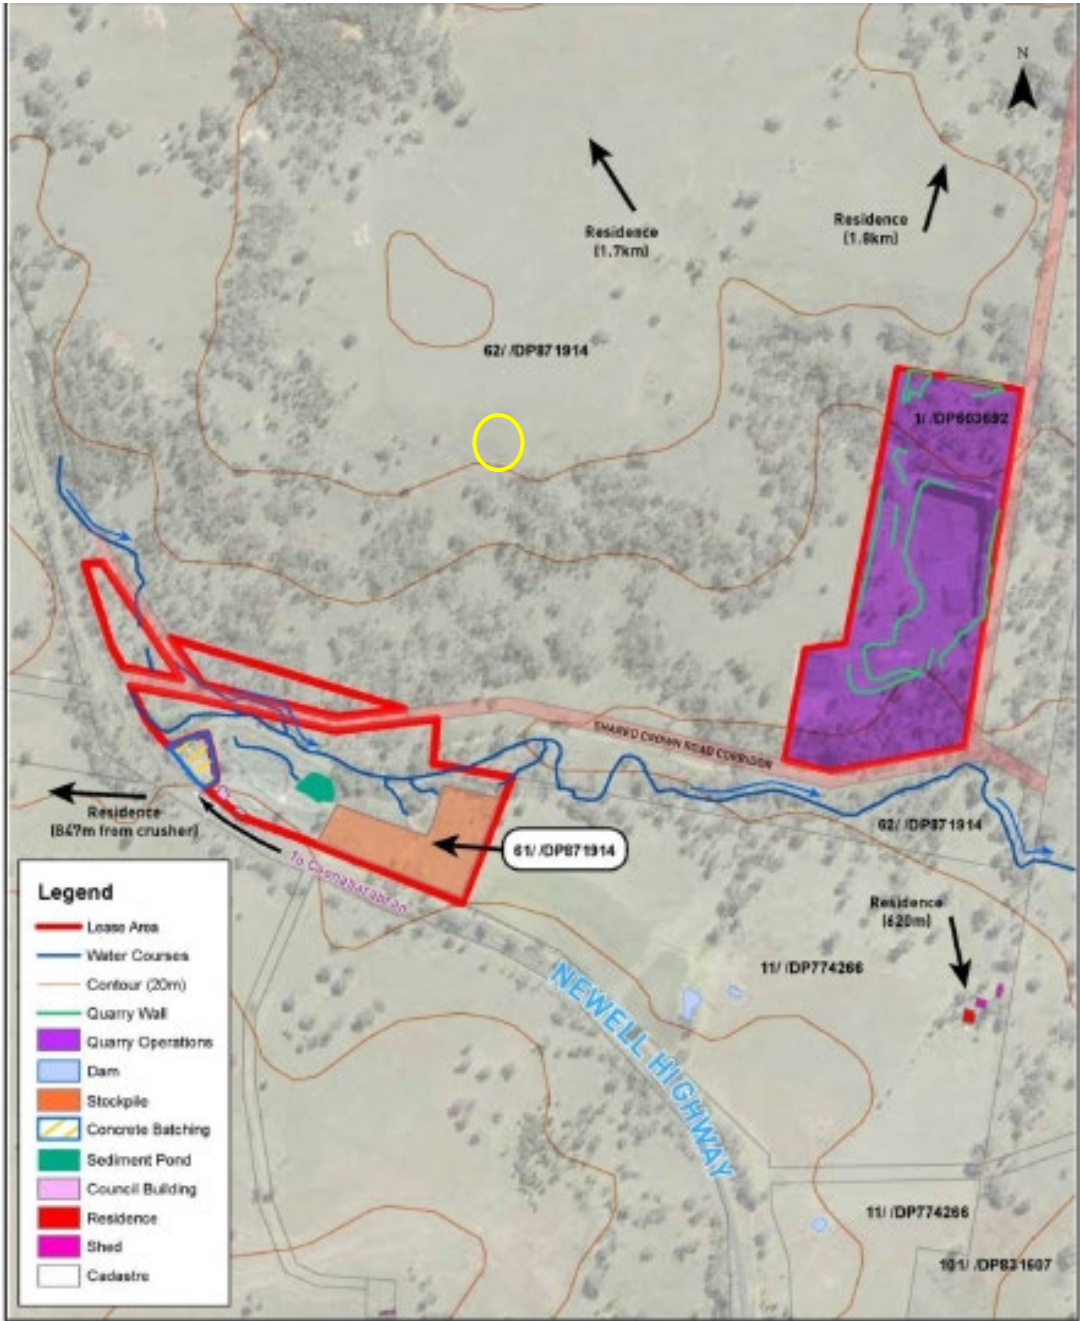 N
Residence
(1.7km)
Residence
(1.8km)
62/ /DP871914
1/ /DP603692
SHARED CROWN ROAD CORRIDOR
Residence
(847m from crusher)
61/ /DP871914
62/ /DP871914
To Coonabarabran
Residence
(620m)
11/ /DP774266
NEWELL HIGHWAY
11/ /DP774266
101/ /DP831607
Legend
Lease Area
Water Courses
Contour (20m)
Quarry Wall
Quarry Operations
Dam
Stockpile
Concrete Batching
Sediment Pond
Council Building
Residence
Shed
Cadastre